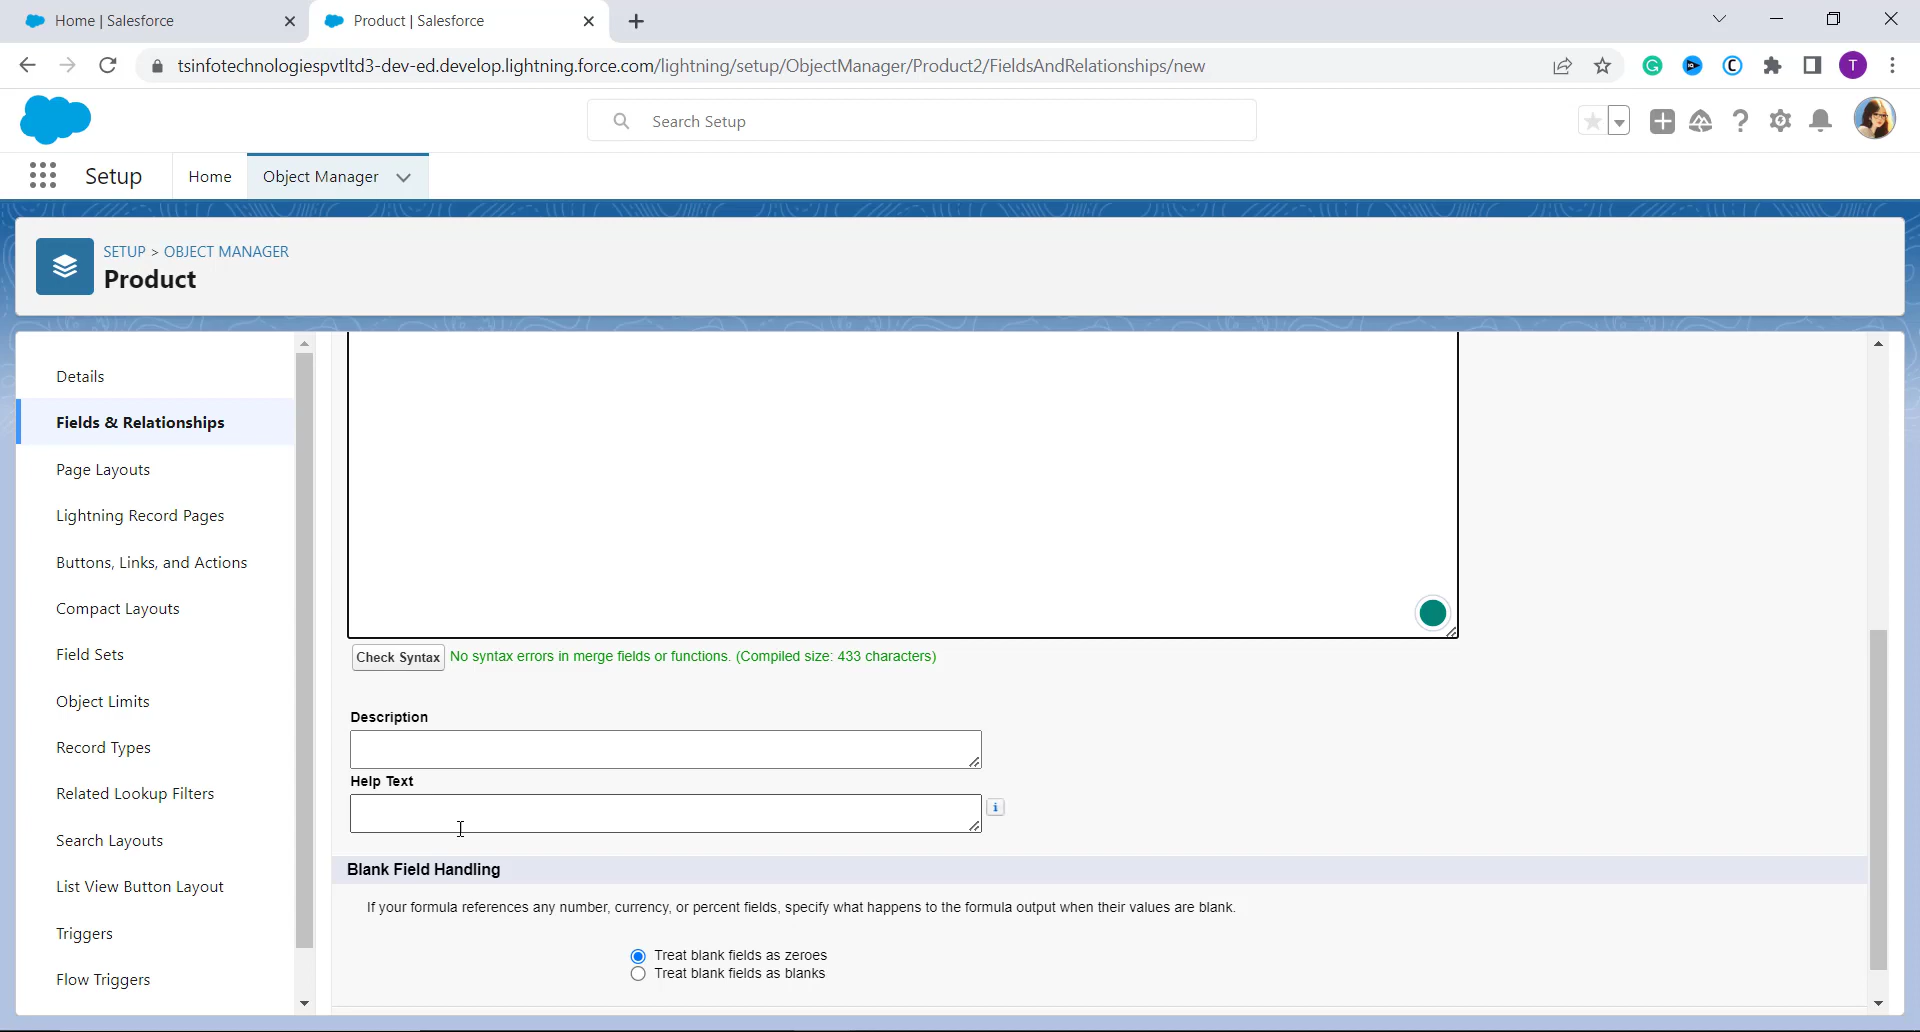 Home | Salesforce
Product | Salesforce
tsinfotechnologiespvtltd3-dev-ed.develop.lightning.force.com/lightning/setup/ObjectManager/Product2/FieldsAndRelationships/new
T
Search Setup
Setup
Home
Object Manager
SETUP > OBJECT MANAGER
Product
Details
Fields & Relationships
Page Layouts
Lightning Record Pages
Buttons, Links, and Actions
Compact Layouts
Field Sets
Object Limits
Record Types
Related Lookup Filters
Search Layouts
List View Button Layout
Triggers
Flow Triggers
Check Syntax No syntax errors in merge fields or functions. (Compiled size: 433 characters)
Description
Help Text
i
Blank Field Handling
If your formula references any number, currency, or percent fields, specify what happens to the formula output when their values are blank.
Treat blank fields as zeroes
Treat blank fields as blanks